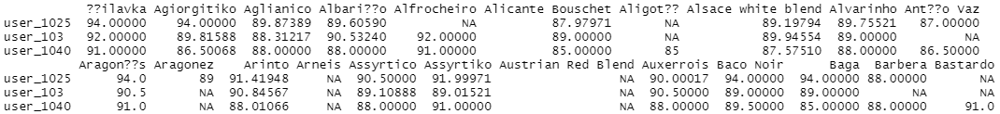 ??ilavka Agiorgitiko Aglianico Albari??o Alfrocheiro Alicante Bouschet Aligot?? Alsace white blend Alvarinho Ant??o Vaz
user_1025 94.00000 94.00000 89.87389 89.60590 NA 87.97971 NA 89.19794 89.75521 87.00000
user_103 92.00000 89.81588 88.31217 90.53240 92.00000 89.00000 NA 89.94554 89.00000 NA
user_1040 91.00000 86.50068 88.00000 88.00000 91.00000 85.00000 85 87.57510 88.00000 86.50000
Aragon??s Aragonez Arinto Arneis Assyrtico Assyrtiko Austrian Red Blend Auxerrois Baco Noir Baga Barbera Bastardo
user_1025 94.0 89 91.41948 NA 90.50000 91.99971 NA 90.00017 94.00000 94.00000 88.00000 NA
user_103 90.5 NA 90.84567 NA 89.10888 89.01521 NA 90.50000 89.00000 89.00000 NA NA
user_1040 91.0 NA 88.01066 NA 88.00000 91.00000 NA 88.00000 89.50000 85.00000 88.00000 91.0